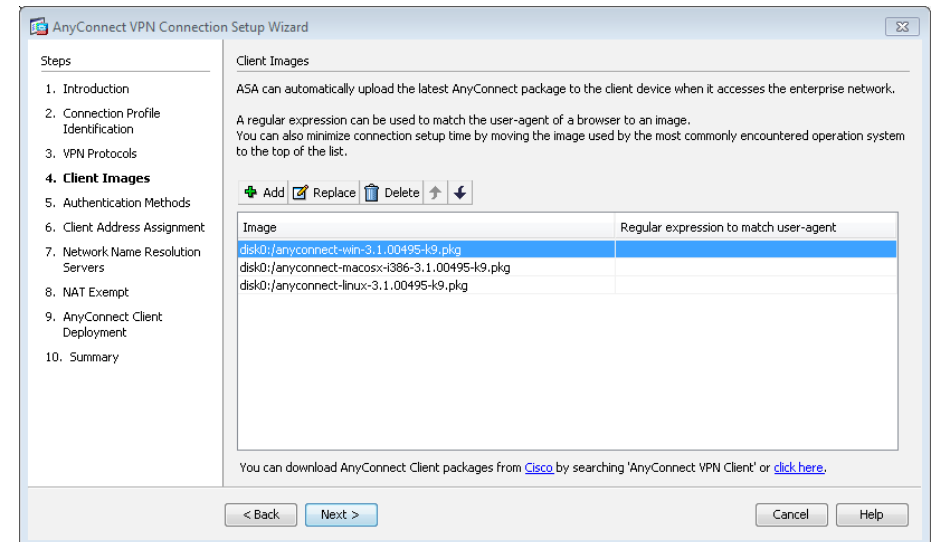 AnyConnect VPN Connection Setup Wizard
Steps
1. Introduction
2. Connection Profile
Identification
3. VPN Protocols
4. Client Images
5. Authentication Methods
6. Client Address Assignment
7. Network Name Resolution
Servers
8. NAT Exempt
9. AnyConnect Client
Deployment
10. Summary
Client Images
ASA can automatically upload the latest AnyConnect package to the client device when it accesses the enterprise network.
A regular expression can be used to match the user-agent of a browser to an image.
You can also minimize connection setup time by moving the image used by the most commonly encountered operation system
to the top of the list.
Add Replace Delete
Image Regular expression to match user-agent
disk0:/anyconnect-win-3.1.00495-k9.pkg
disk0:/anyconnect-macosx-i386-3.1.00495-k9.pkg
disk0:/anyconnect-linux-3.1.00495-k9.pkg
You can download AnyConnect Client packages from Cisco by searching 'AnyConnect VPN Client' or click here.
< Back Next > Cancel Help